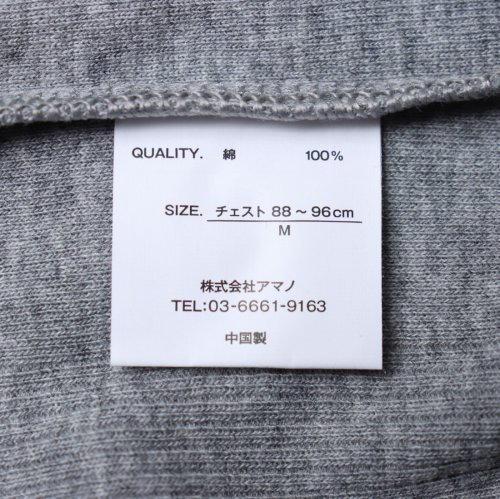 QUALITY. 綿 100%
SIZE. チェスト 88~96cm
M
株式会社アマノ
TEL:03-6661-9163
中国製